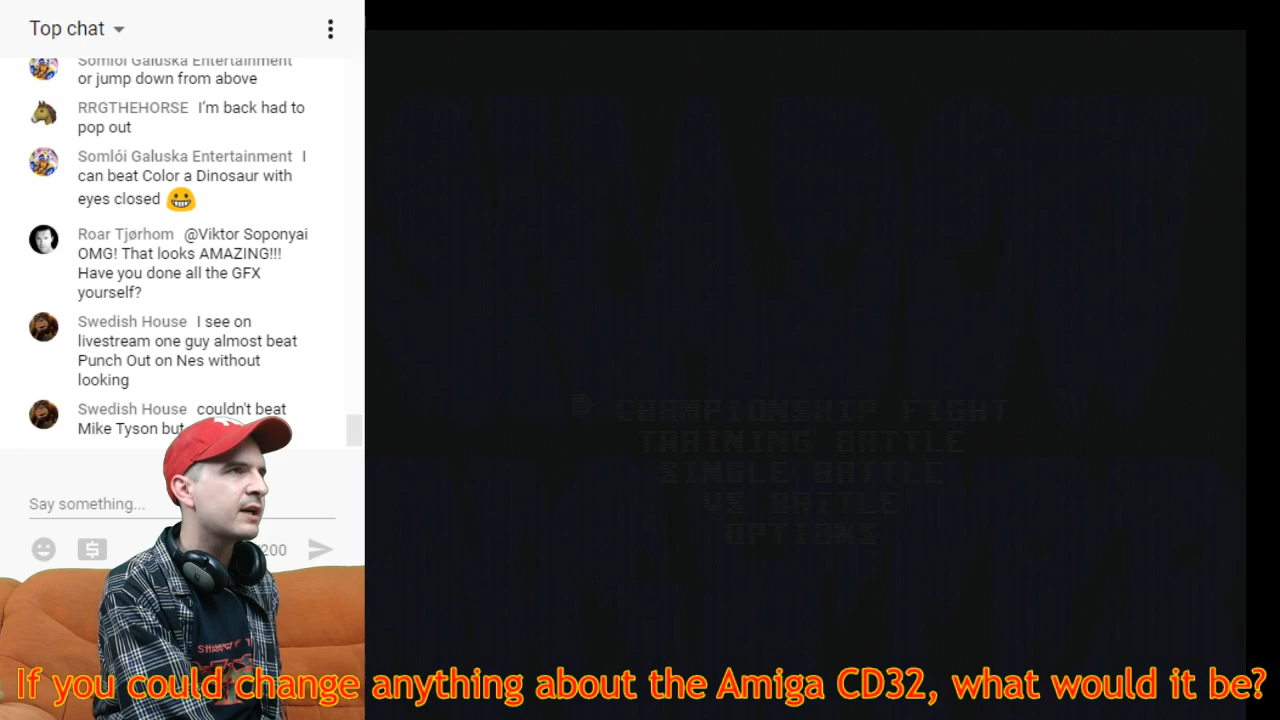 Top chat
Somlói Galuska Entertainment
or jump down from above
RRGTHEHORSE I'm back had to
pop out
Somlói Galuska Entertainment I
can beat Color a Dinosaur with
eyes closed
Roar Tjørhom @Viktor Soponyai
OMG! That looks AMAZING!!!
Have you done all the GFX
yourself?
Swedish House I see on
livestream one guy almost beat
Punch Out on Nes without
looking
Swedish House couldn't beat
Mike Tyson but
Say something...
/200
CHAMPIONSHIP FIGHT
TRAINING BATTLE
SINGLE BATTLE
VS BATTLE
OPTIONS
If you could change anything about the Amiga CD32, what would it be?